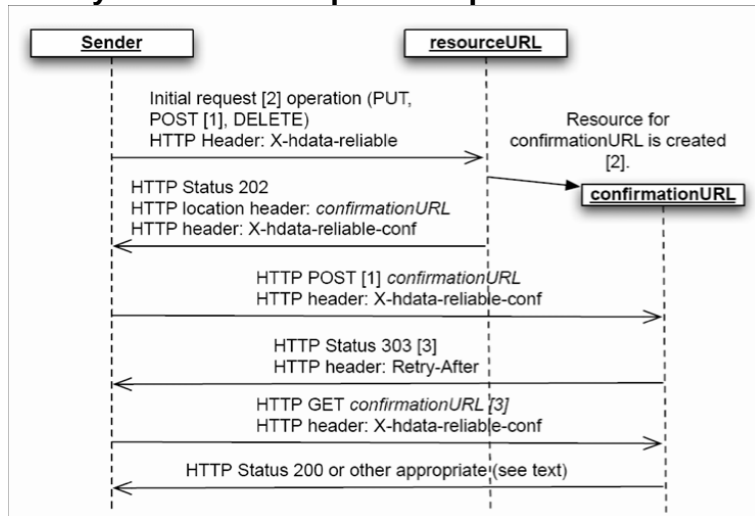 Sender
resourceURL
Initial request [2] operation (PUT,
POST [1], DELETE)
HTTP Header: X-hdata-reliable
Resource for
confirmationURL is created
[2].
confirmationURL
HTTP Status 202
HTTP location header: confirmationURL
HTTP header: X-hdata-reliable-conf
HTTP POST [1] confirmationURL
HTTP header: X-hdata-reliable-conf
HTTP Status 303 [3]
HTTP header: Retry-After
HTTP GET confirmationURL [3]
HTTP header: X-hdata-reliable-conf
HTTP Status 200 or other appropriate (see text)